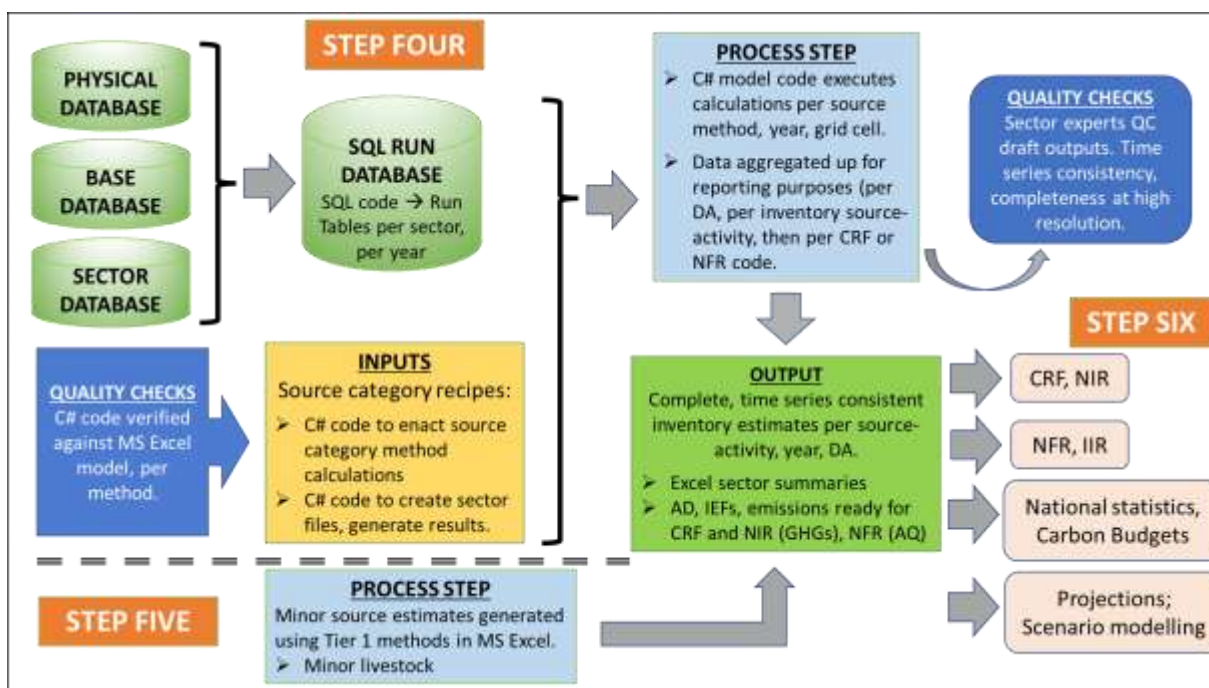 STEP FOUR
PHYSICAL
DATABASE
BASE
DATABASE
SECTOR
DATABASE
SQL RUN
DATABASE
SQL code → Run
Tables per sector,
per year
PROCESS STEP
➤ C# model code executes
calculations per source
method, year, grid cell.
➤ Data aggregated up for
reporting purposes (per
DA, per inventory source-
activity, then per CRF or
NFR code.
QUALITY CHECKS
Sector experts QC
draft outputs. Time
series consistency,
completeness at high
resolution.
QUALITY CHECKS
C# code verified
against MS Excel
model, per
method.
INPUTS
Source category recipes:
➤ C# code to enact source
category method
calculations
➤ C# code to create sector
files, generate results.
OUTPUT
Complete, time series consistent
inventory estimates per source-
activity, year, DA.
➤ Excel sector summaries
➤ AD, IEFs, emissions ready for
CRF and NIR (GHGs), NFR (AQ)
STEP SIX
CRF, NIR
NFR, IIR
National statistics,
Carbon Budgets
Projections;
Scenario modelling
STEP FIVE
PROCESS STEP
Minor source estimates generated
using Tier 1 methods in MS Excel.
➤ Minor livestock